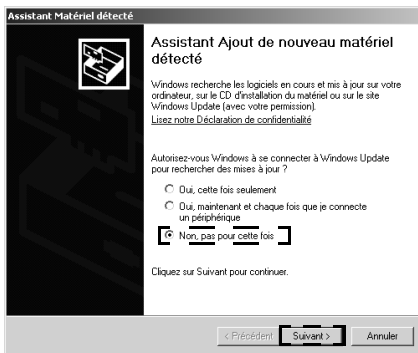 Assistant Matériel détecté
Assistant Ajout de nouveau matériel
détecté
Windows recherche les logiciels en cours et mis à jour sur votre
ordinateur, sur le CD d'installation du matériel ou sur le site
Windows Update (avec votre permission).
Lisez notre Déclaration de confidentialité
Autorisez-vous Windows à se connecter à Windows Update
pour rechercher des mises à jour ?
Oui, cette fois seulement
Oui, maintenant et chaque fois que je connecte
un périphérique
Non, pas pour cette fois
Cliquez sur Suivant pour continuer.
< Précédent Suivant > Annuler